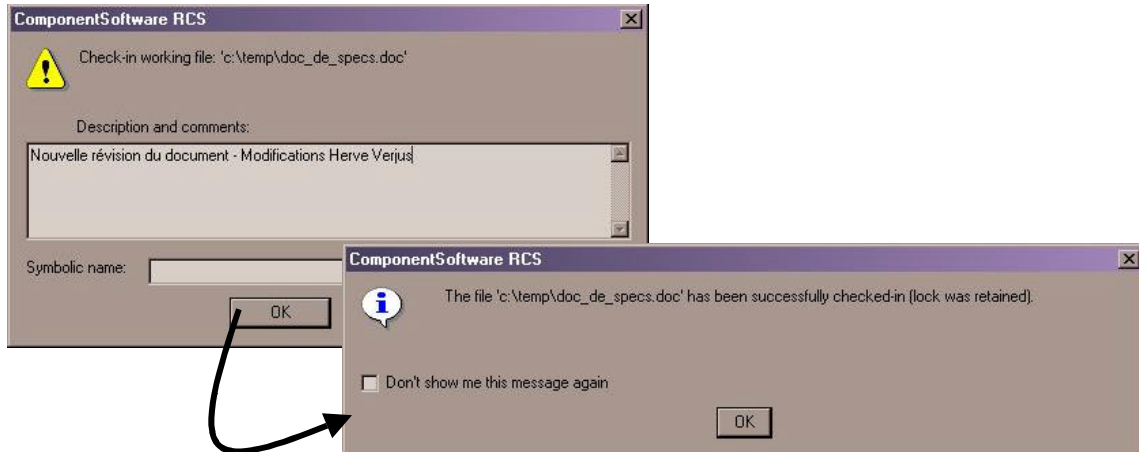 ComponentSoftware RCS
Check-in working file: 'c:\temp\doc_de_specs.doc'
Description and comments:
Nouvelle révision du document - Modifications Herve Verjus
Symbolic name:
OK
ComponentSoftware RCS
The file 'c:\temp\doc_de_specs.doc' has been successfully checked-in (lock was retained).
Don't show me this message again
OK